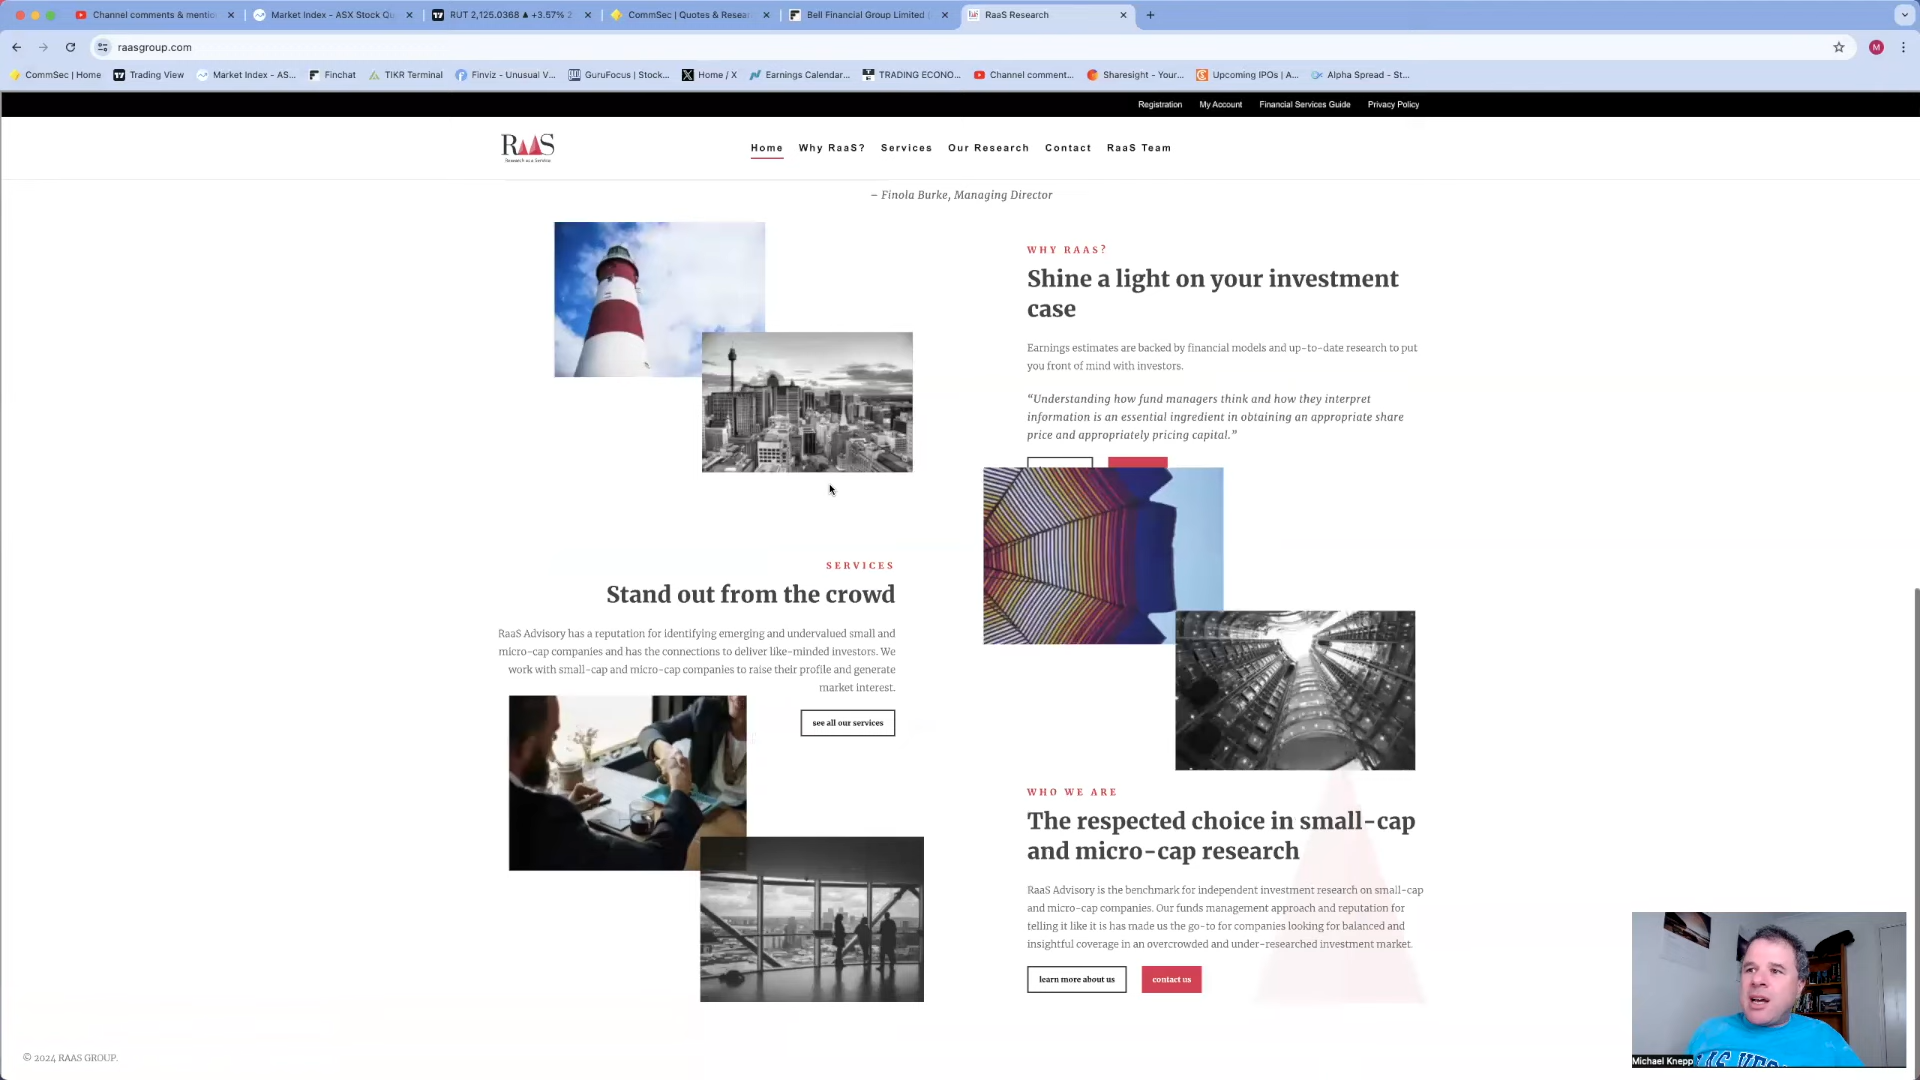 Channel comments & mentio
Market Index - ASX Stock Qu
RUT 2,125.0368 ▲ +3.57% 2
CommSec | Quotes & Resear
Bell Financial Group Limited
RaaS Research
raasgroup.com
M
CommSec | Home
Trading View
Market Index - AS...
Finchat
TIKR Terminal
Finviz - Unusual V...
GuruFocus | Stock...
Home / X
Earnings Calendar...
TRADING ECONO...
Channel comment...
Sharesight - Your...
Upcoming IPOs | A...
Alpha Spread - St...
Registration
My Account
Financial Services Guide
Privacy Policy
RaaS
Research as a Service
Home
Why RaaS?
Services
Our Research
Contact
RaaS Team
– Finola Burke, Managing Director
WHY RAAS?
Shine a light on your investment
case
Earnings estimates are backed by financial models and up-to-date research to put
you front of mind with investors.
“Understanding how fund managers think and how they interpret
information is an essential ingredient in obtaining an appropriate share
price and appropriately pricing capital.”
SERVICES
Stand out from the crowd
RaaS Advisory has a reputation for identifying emerging and undervalued small and
micro-cap companies and has the connections to deliver like-minded investors. We
work with small-cap and micro-cap companies to raise their profile and generate
market interest.
see all our services
WHO WE ARE
The respected choice in small-cap
and micro-cap research
RaaS Advisory is the benchmark for independent investment research on small-cap
and micro-cap companies. Our funds management approach and reputation for
telling it like it is has made us the go-to for companies looking for balanced and
insightful coverage in an overcrowded and under-researched investment market.
learn more about us
contact us
© 2024 RAAS GROUP.
Michael Knepp
LAS VEGAS